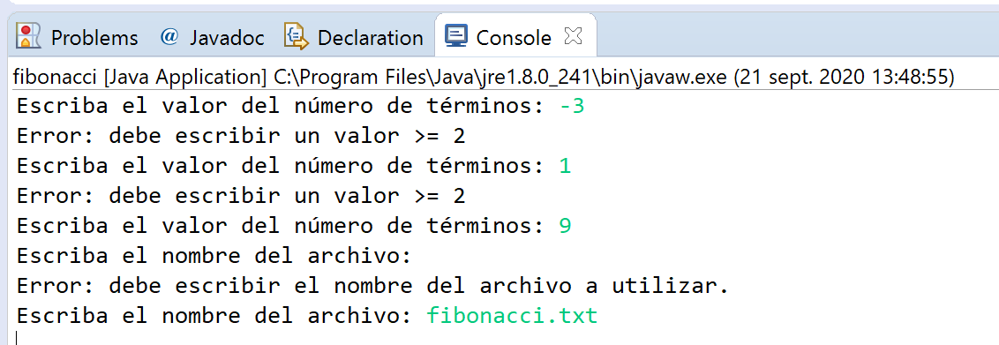 Problems @ Javadoc Declaration Console
fibonacci [Java Application] C:\Program Files\Java\jre1.8.0_241\bin\javaw.exe (21 sept. 2020 13:48:55)
Escriba el valor del número de términos: -3
Error: debe escribir un valor >= 2
Escriba el valor del número de términos: 1
Error: debe escribir un valor >= 2
Escriba el valor del número de términos: 9
Escriba el nombre del archivo:
Error: debe escribir el nombre del archivo a utilizar.
Escriba el nombre del archivo: fibonacci.txt